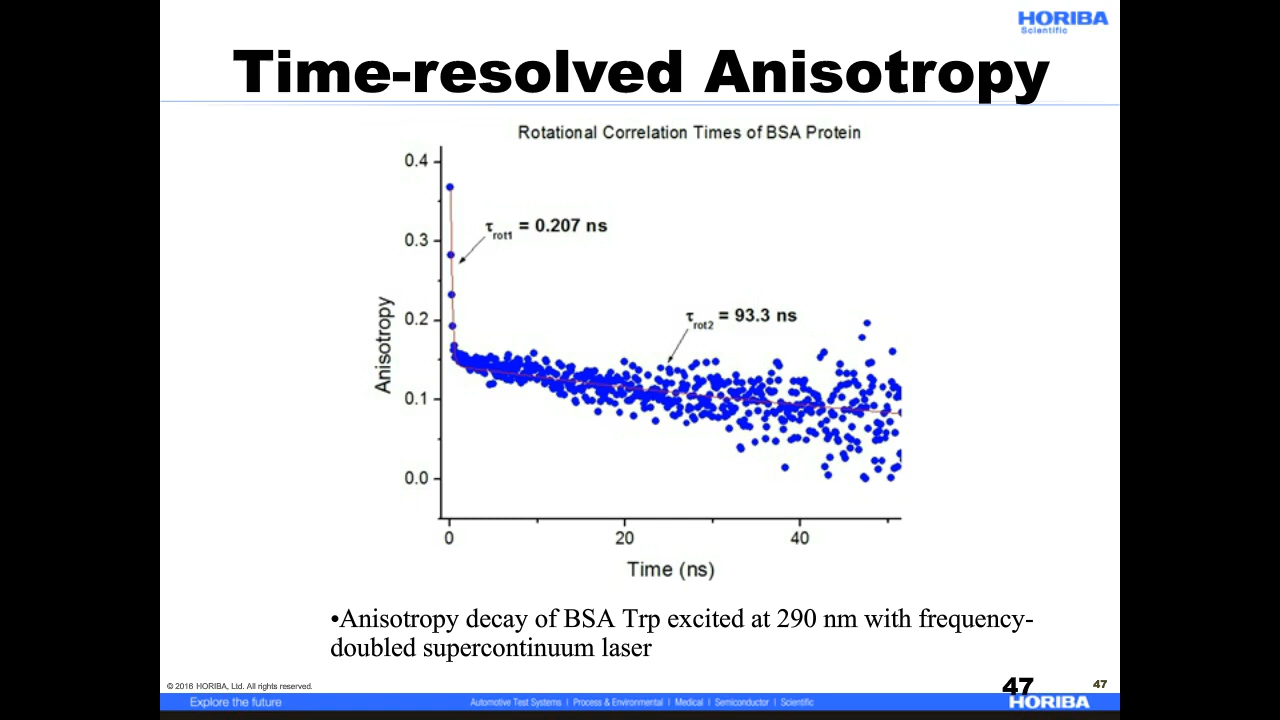 HORIBA
Scientific
Time-resolved Anisotropy
Rotational Correlation Times of BSA Protein
0.4
0.3
0.2
0.1
0.0
Anisotropy
τrot1 = 0.207 ns
τrot2 = 93.3 ns
0 20 40
Time (ns)
•Anisotropy decay of BSA Trp excited at 290 nm with frequency-
doubled supercontinuum laser
© 2016 HORIBA, Ltd. All rights reserved.
47
47
Explore the future
Automotive Test Systems | Process & Environmental | Medical | Semiconductor | Scientific
HORIBA